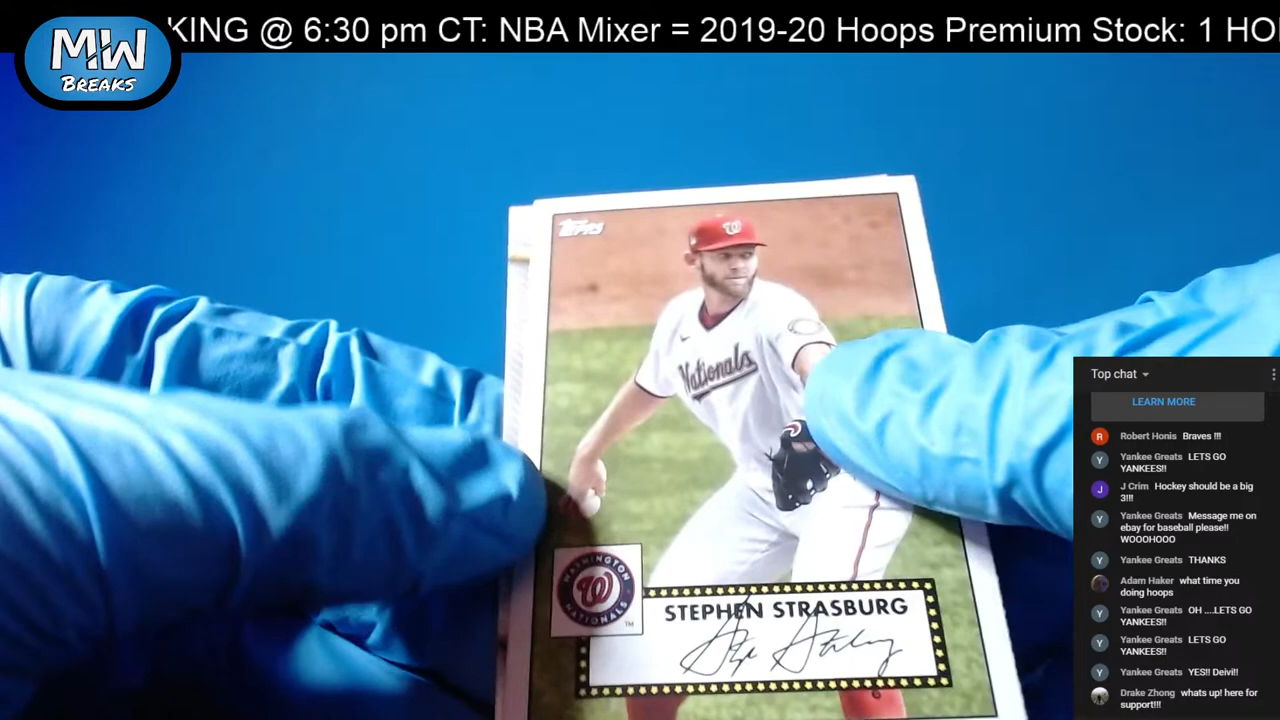 KING @ 6:30 pm CT: NBA Mixer = 2019-20 Hoops Premium Stock: 1 HO
MW
BREAKS
Topps
W
Nationals
WASHINGTON
W
NATIONALS
TM
STEPHEN STRASBURG
Top chat
LEARN MORE
Robert Honis Braves !!!
Yankee Greats LETS GO
YANKEES!!
J Crim Hockey should be a big
3!!!
Yankee Greats Message me on
ebay for baseball please!!
WOOOHOOO
Yankee Greats THANKS
Adam Haker what time you
doing hoops
Yankee Greats OH ....LETS GO
YANKEES!!
Yankee Greats LETS GO
YANKEES!!
Yankee Greats YES!! Deivi!!
Drake Zhong whats up! here for
support!!!